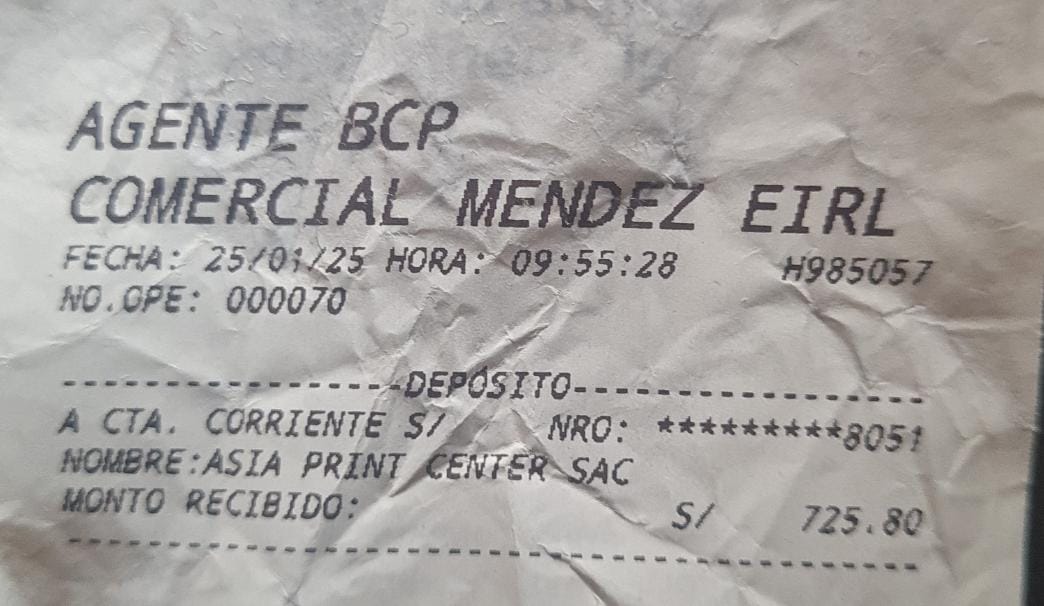 AGENTE BCP
COMERCIAL MENDEZ EIRL
FECHA: 25/01/25 HORA: 09:55:28 H985057
NO.OPE: 000070
------------------DEPÓSITO------------------
A CTA. CORRIENTE S/ NRO: *********8051
NOMBRE:ASIA PRINT CENTER SAC
MONTO RECIBIDO: S/ 725.80
--------------------------------------------